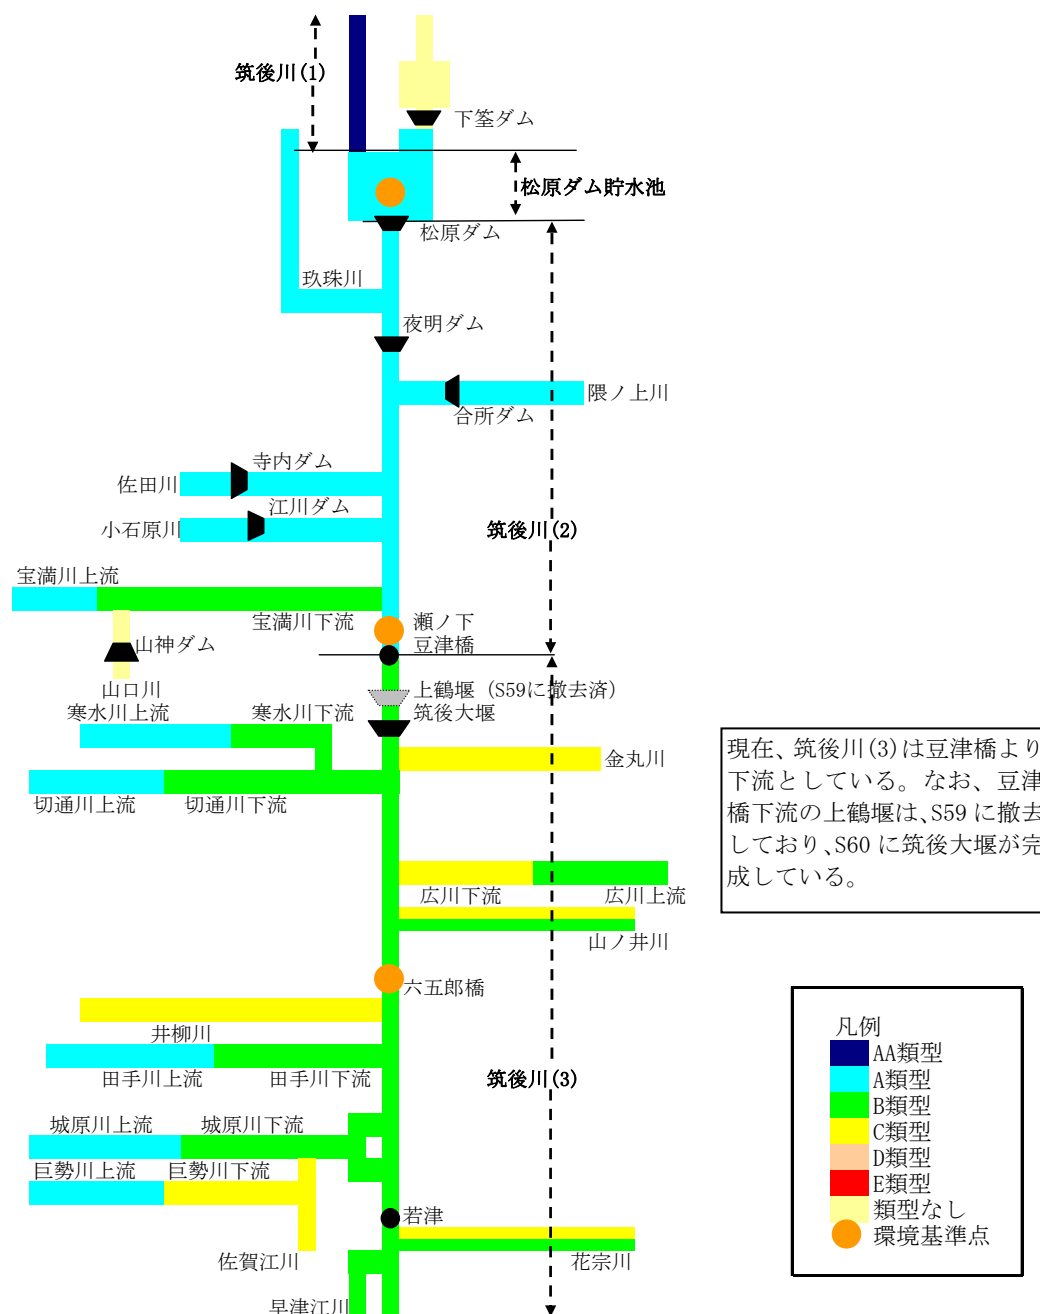 筑後川(1)
下筌ダム
松原ダム貯水池
松原ダム
玖珠川
夜明ダム
隈ノ上川
合所ダム
寺内ダム
佐田川
江川ダム
小石原川
筑後川(2)
宝満川上流
宝満川下流
瀬ノ下
豆津橋
山神ダム
山口川
上鶴堰（S59に撤去済）
寒水川上流
寒水川下流
筑後大堰
金丸川
切通川上流
切通川下流
現在、筑後川(3)は豆津橋より
下流としている。なお、豆津
橋下流の上鶴堰は、S59に撤去
しており、S60に筑後大堰が完
成している。
広川下流
広川上流
山ノ井川
六五郎橋
井柳川
田手川上流
田手川下流
筑後川(3)
城原川上流
城原川下流
巨勢川上流
巨勢川下流
若津
佐賀江川
花宗川
早津江川
凡例
AA類型
A類型
B類型
C類型
D類型
E類型
類型なし
環境基準点